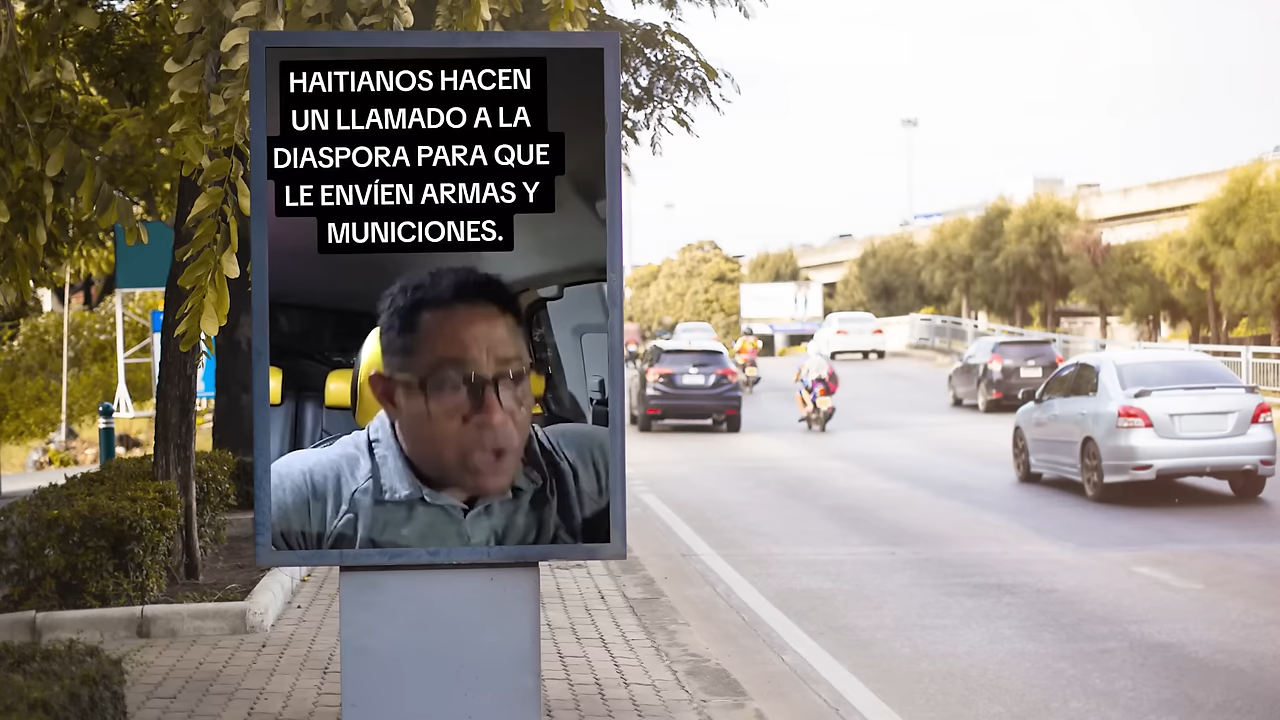 HAITIANOS HACEN
UN LLAMADO A LA
DIASPORA PARA QUE
LE ENVÍEN ARMAS Y
MUNICIONES.